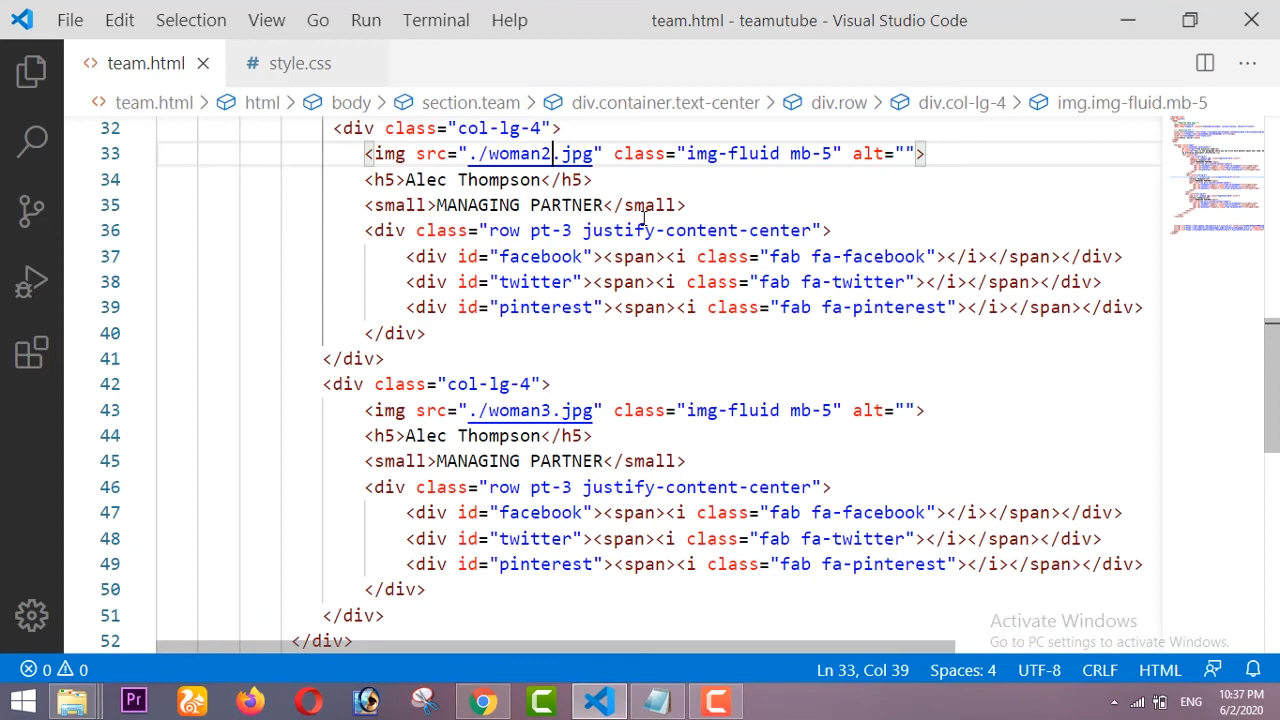 File Edit Selection View Go Run Terminal Help team.html - teamutube - Visual Studio Code
<> team.html # style.css
<> team.html > html > body > section.team > div.container.text-center > div.row > div.col-lg-4 > img.img-fluid.mb-5
32 <div class="col-lg-4">
33 <img src="./woman2.jpg" class="img-fluid mb-5" alt="">
34 <h5>Alec Thompson</h5>
35 <small>MANAGING PARTNER</small>
36 <div class="row pt-3 justify-content-center">
37 <div id="facebook"><span><i class="fab fa-facebook"></i></span></div>
38 <div id="twitter"><span><i class="fab fa-twitter"></i></span></div>
39 <div id="pinterest"><span><i class="fab fa-pinterest"></i></span></div>
40 </div>
41 </div>
42 <div class="col-lg-4">
43 <img src="./woman3.jpg" class="img-fluid mb-5" alt="">
44 <h5>Alec Thompson</h5>
45 <small>MANAGING PARTNER</small>
46 <div class="row pt-3 justify-content-center">
47 <div id="facebook"><span><i class="fab fa-facebook"></i></span></div>
48 <div id="twitter"><span><i class="fab fa-twitter"></i></span></div>
49 <div id="pinterest"><span><i class="fab fa-pinterest"></i></span></div>
50 </div>
51 </div>
52 </div>
Activate Windows
Go to PC settings to activate Windows.
0 0 Ln 33, Col 39 Spaces: 4 UTF-8 CRLF HTML
Pr C C ENG 10:37 PM
6/2/2020